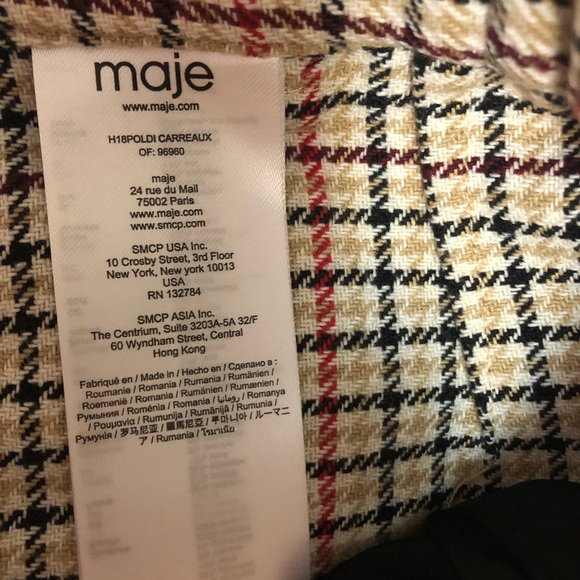 maje
www.maje.com
H18POLDI CARREAUX
OF: 96960
maje
24 rue du Mail
75002 Paris
www.maje.com
www.smcp.com
SMCP USA Inc.
10 Crosby Street, 3rd Floor
New York, New York 10013
USA
RN 132784
SMCP ASIA Inc.
The Centrium, Suite 3203A-5A 32/F
60 Wyndham Street, Central
Hong Kong
Fabriqué en / Made in / Hecho en / Сделано в :
Roumanie / Romania / Rumania / Rumänien /
Roemenië / Romania / Rumænien / Rumænien /
Румыния / Roménia / Romania / رومانيا / Romanya
/ Ρουμανία / Rumunija / Rumānijā / Rumunia /
Румунія / 罗马尼亚 / 羅馬尼亞 / 루마니아 / ルーマニ
ア / Rumania / โรมาเนีย